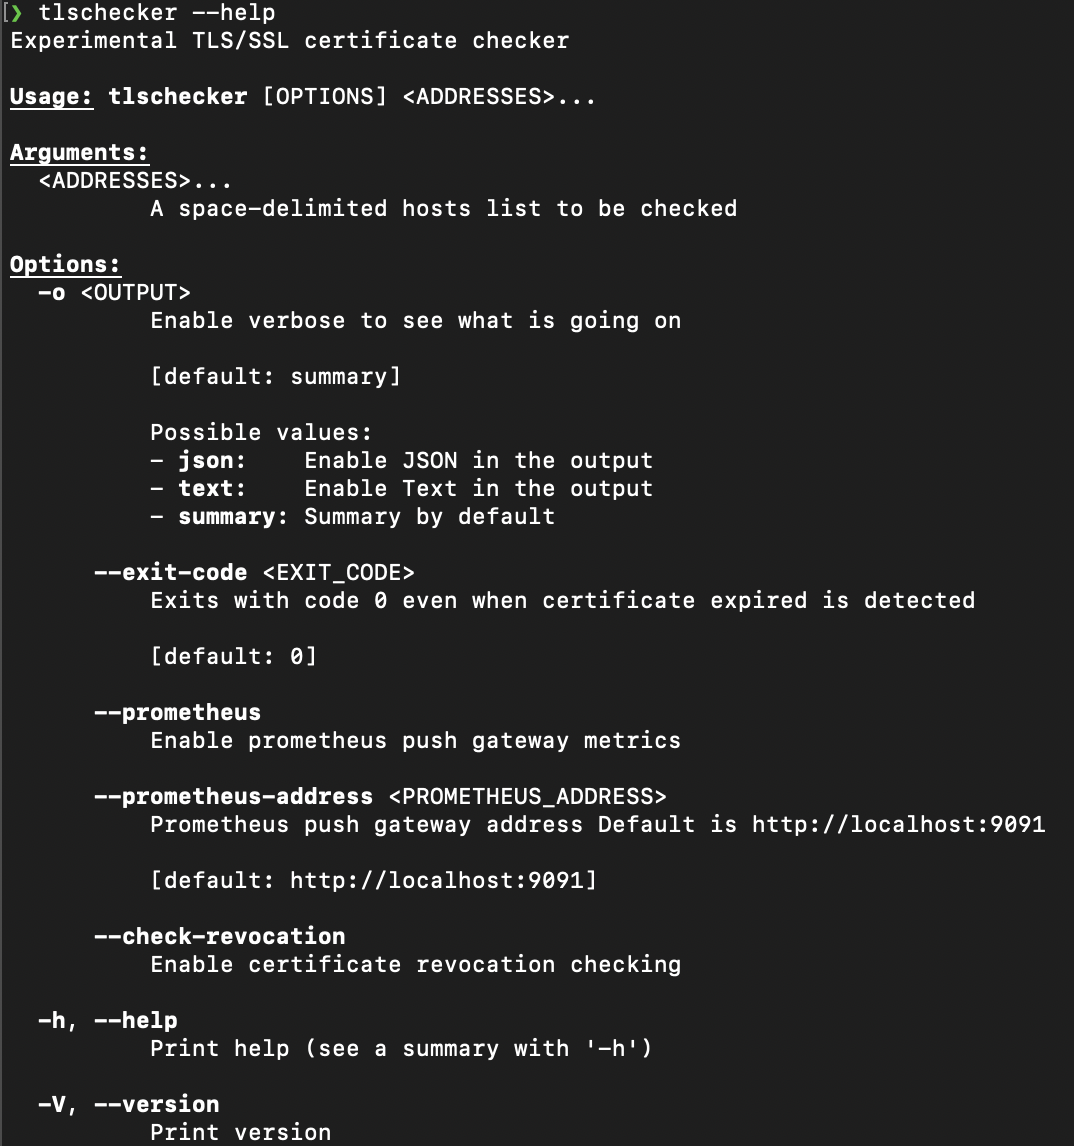 [❯ tlschecker --help
Experimental TLS/SSL certificate checker
Usage: tlschecker [OPTIONS] <ADDRESSES>...
Arguments:
<ADDRESSES>...
A space-delimited hosts list to be checked
Options:
-o <OUTPUT>
Enable verbose to see what is going on
[default: summary]
Possible values:
- json: Enable JSON in the output
- text: Enable Text in the output
- summary: Summary by default
--exit-code <EXIT_CODE>
Exits with code 0 even when certificate expired is detected
[default: 0]
--prometheus
Enable prometheus push gateway metrics
--prometheus-address <PROMETHEUS_ADDRESS>
Prometheus push gateway address Default is http://localhost:9091
[default: http://localhost:9091]
--check-revocation
Enable certificate revocation checking
-h, --help
Print help (see a summary with '-h')
-V, --version
Print version